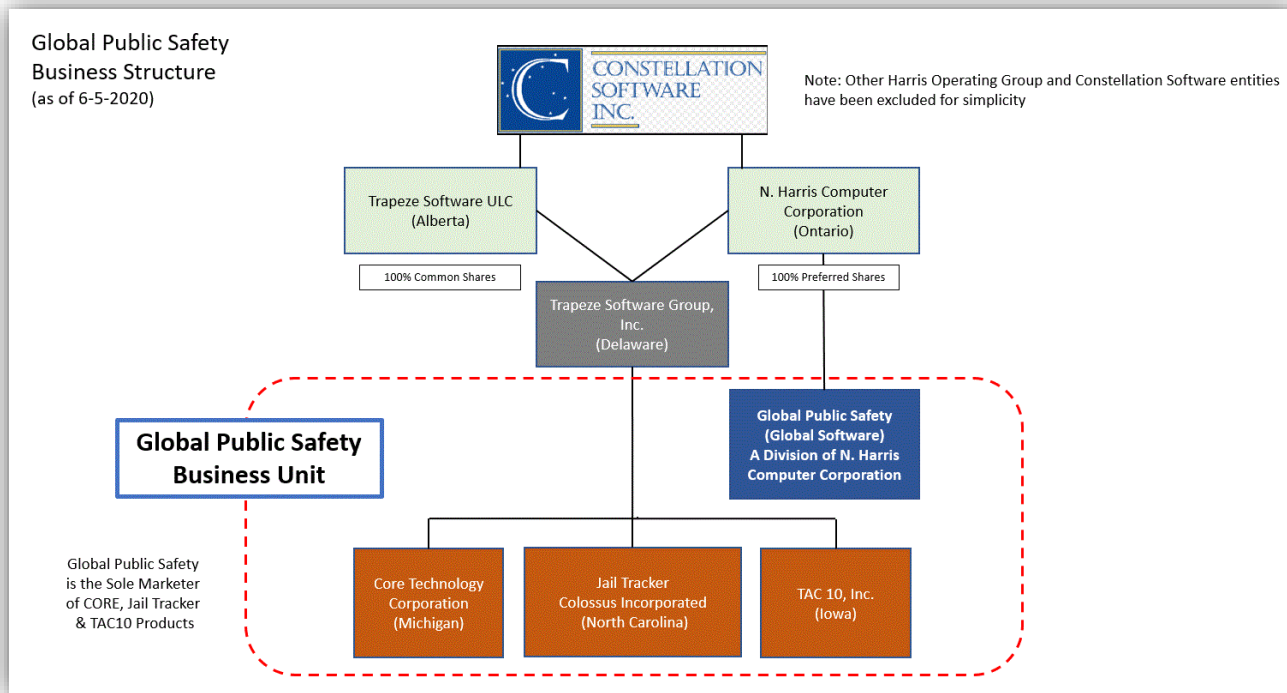 Global Public Safety
Business Structure
(as of 6-5-2020)
C
CONSTELLATION
SOFTWARE
INC.
Note: Other Harris Operating Group and Constellation Software entities
have been excluded for simplicity
Trapeze Software ULC
(Alberta)
N. Harris Computer
Corporation
(Ontario)
100% Common Shares
100% Preferred Shares
Trapeze Software Group,
Inc.
(Delaware)
Global Public Safety
(Global Software)
A Division of N. Harris
Computer Corporation
Global Public Safety
Business Unit
Global Public Safety
is the Sole Marketer
of CORE, Jail Tracker
& TAC10 Products
Core Technology
Corporation
(Michigan)
Jail Tracker
Colossus Incorporated
(North Carolina)
TAC 10, Inc.
(Iowa)